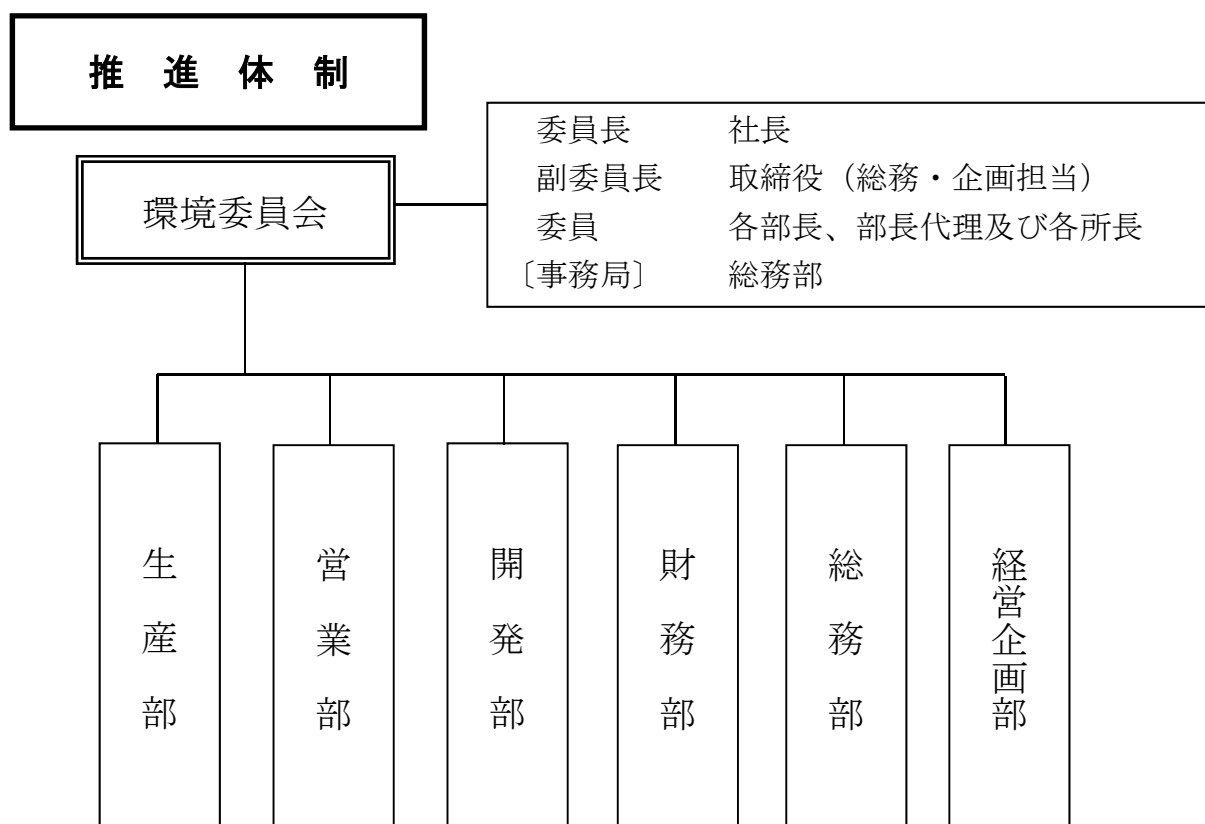 推 進 体 制
環境委員会
委員長 社長
副委員長 取締役（総務・企画担当）
委員 各部長、部長代理及び各所長
〔事務局〕 総務部
生産部
営業部
開発部
財務部
総務部
経営企画部